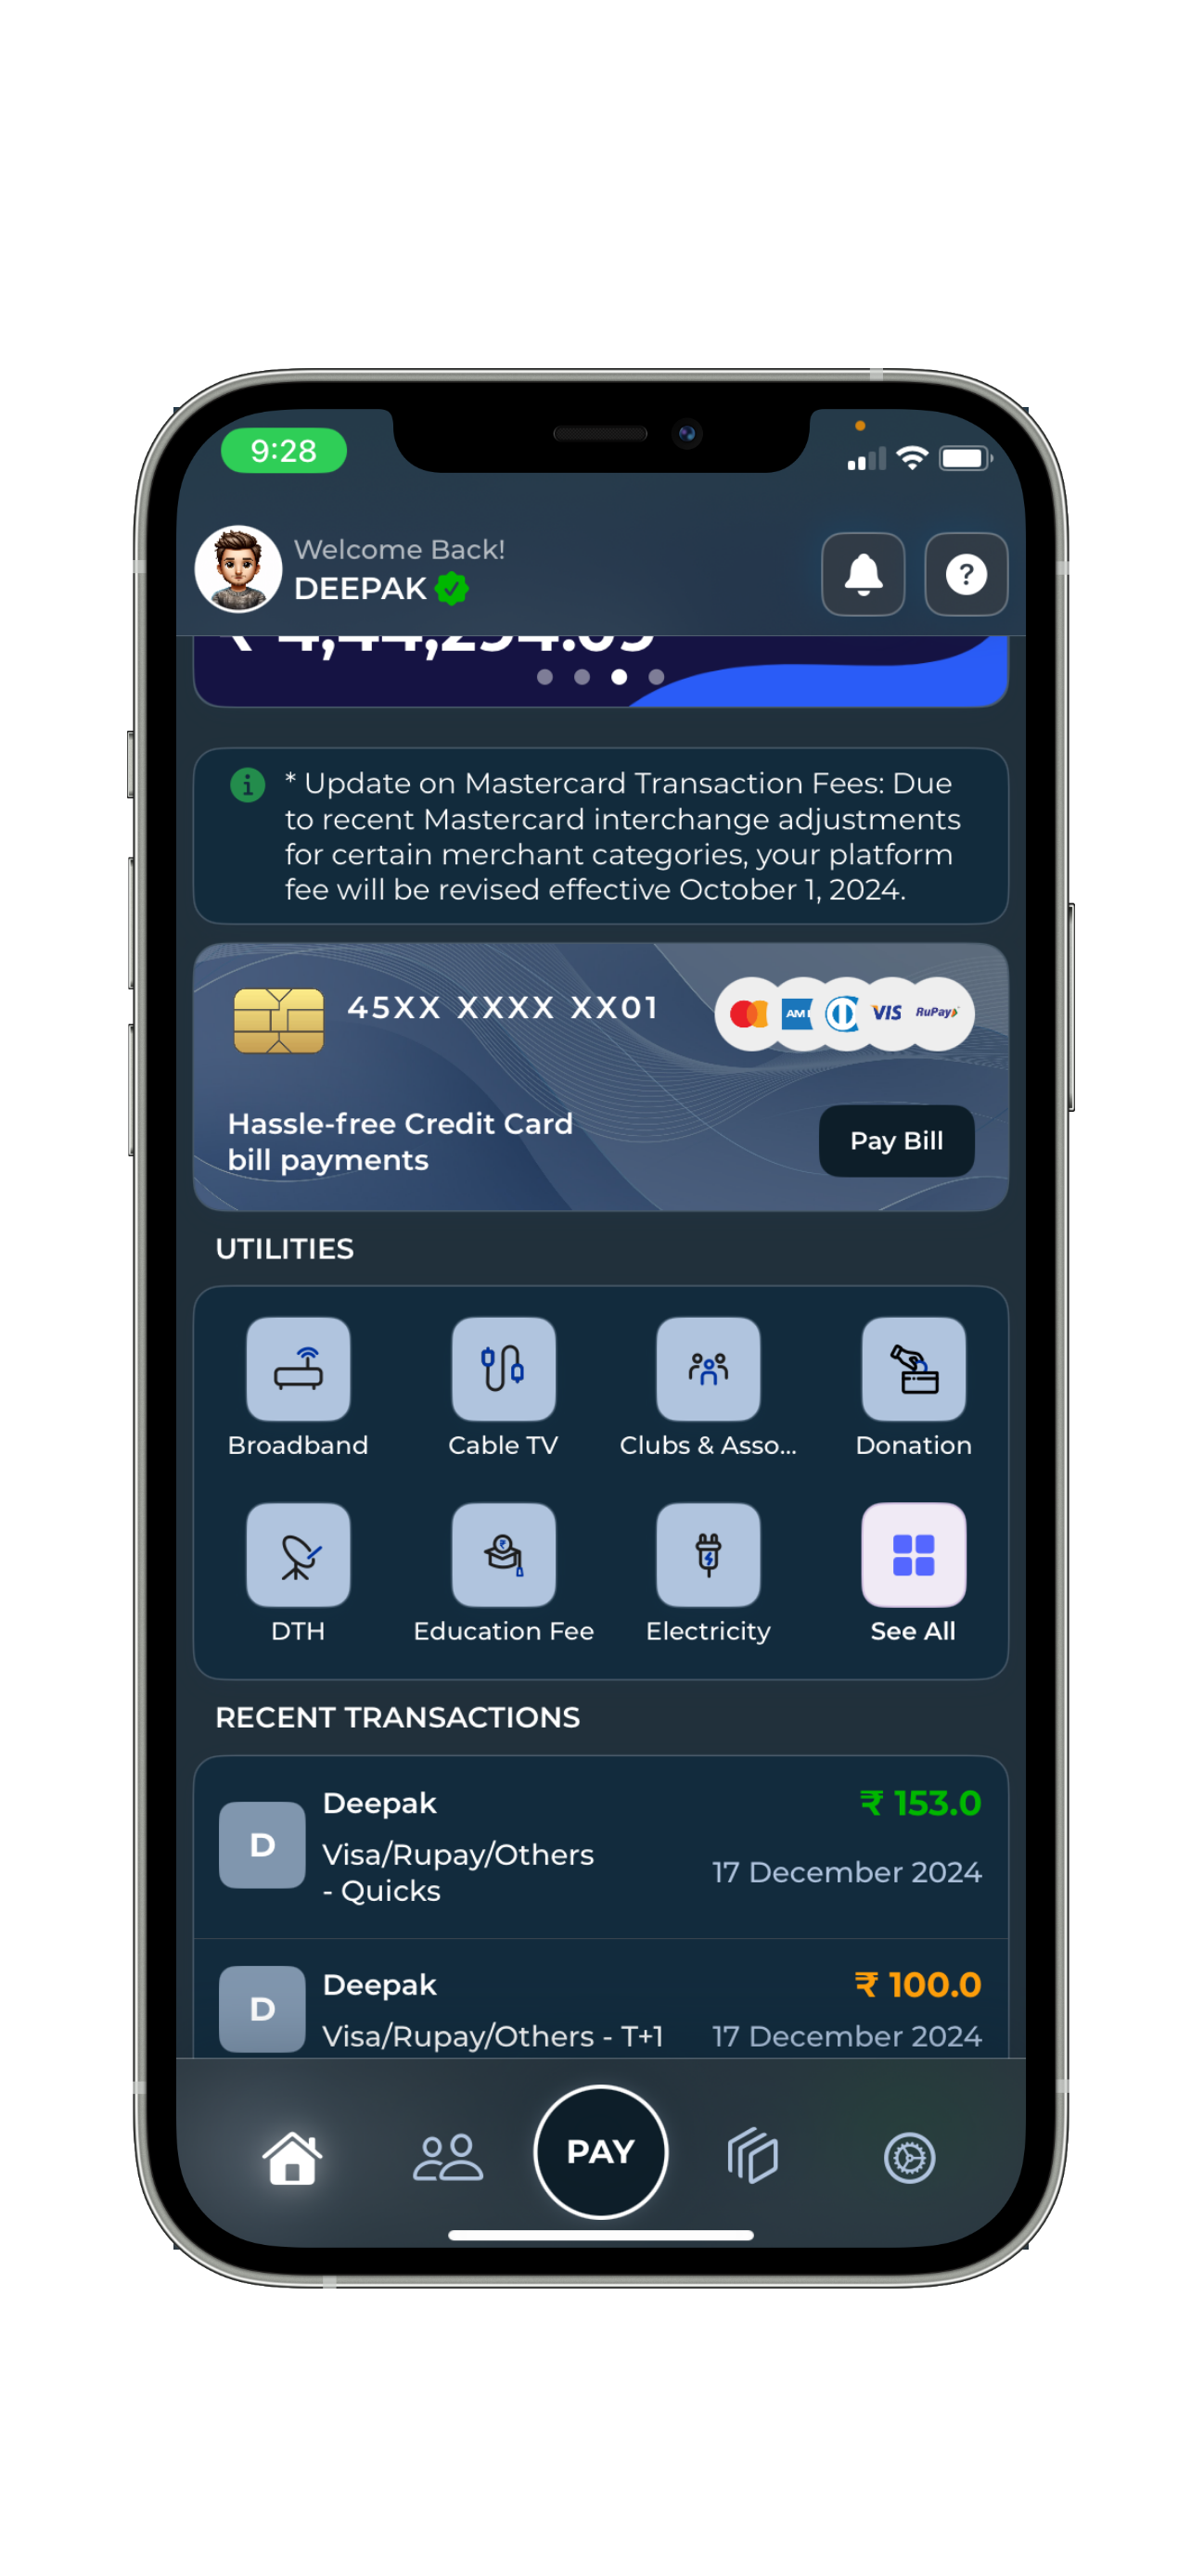 9:28
Welcome Back!
DEEPAK
* Update on Mastercard Transaction Fees: Due
to recent Mastercard interchange adjustments
for certain merchant categories, your platform
fee will be revised effective October 1, 2024.
45XX XXXX XX01
VIS
RuPay
Hassle-free Credit Card
bill payments
Pay Bill
UTILITIES
Broadband
Cable TV
Clubs & Asso...
Donation
DTH
Education Fee
Electricity
See All
RECENT TRANSACTIONS
D
Deepak
₹ 153.0
Visa/Rupay/Others
- Quicks
17 December 2024
D
Deepak
₹ 100.0
Visa/Rupay/Others - T+1
17 December 2024
PAY